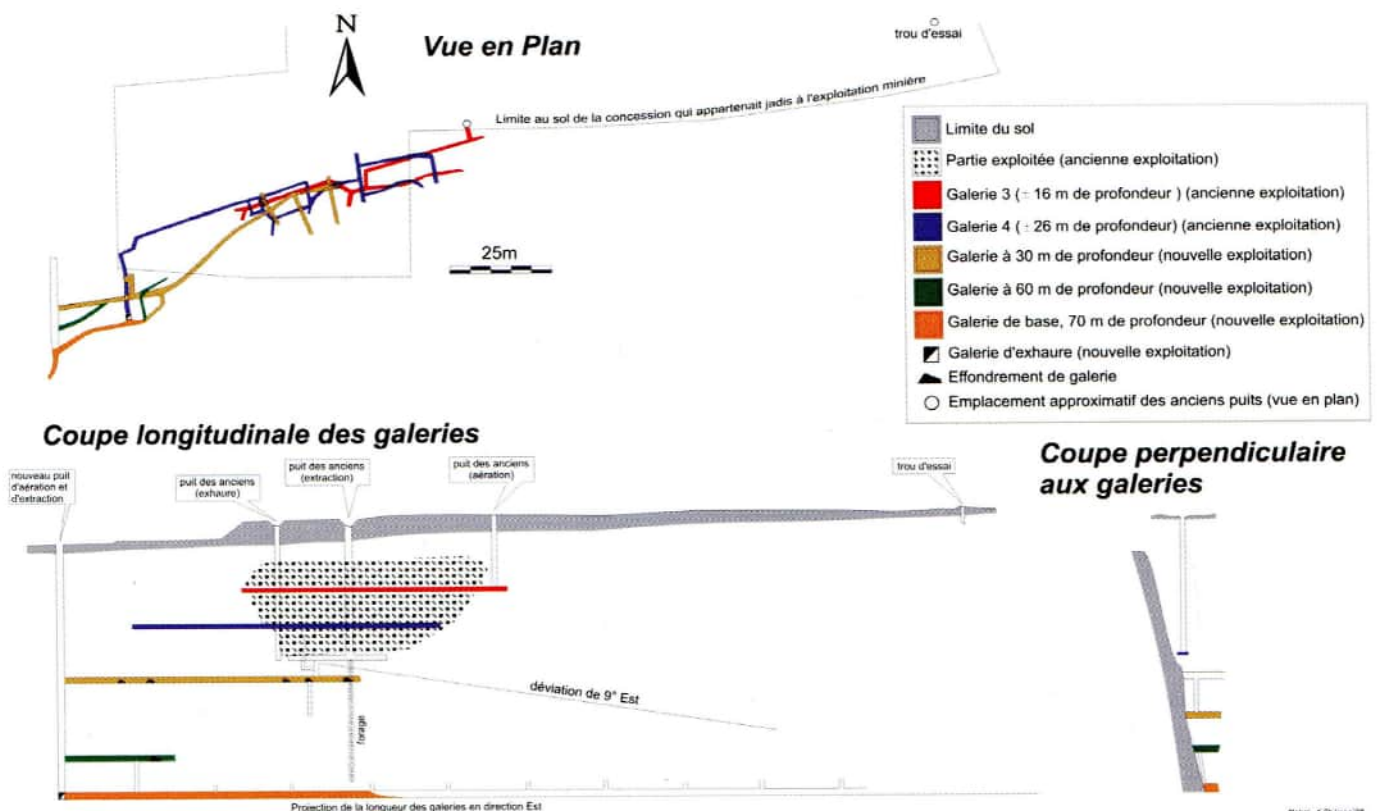 N
Vue en Plan
trou d'essai
Limite au sol de la concession qui appartenait jadis à l'exploitation minière
25m
Limite du sol
Partie exploitée (ancienne exploitation)
Galerie 3 (± 16 m de profondeur ) (ancienne exploitation)
Galerie 4 (± 26 m de profondeur) (ancienne exploitation)
Galerie à 30 m de profondeur (nouvelle exploitation)
Galerie à 60 m de profondeur (nouvelle exploitation)
Galerie de base, 70 m de profondeur (nouvelle exploitation)
Galerie d'exhaure (nouvelle exploitation)
Effondrement de galerie
Emplacement approximatif des anciens puits (vue en plan)
Coupe longitudinale des galeries
nouveau puit
d'aération et
d'extraction
puit des anciens
(exhaure)
puit des anciens
(extraction)
puit des anciens
(aération)
trou d'essai
déviation de 9° Est
forage
Projection de la longueur des galeries en direction Est
Coupe perpendiculaire
aux galeries